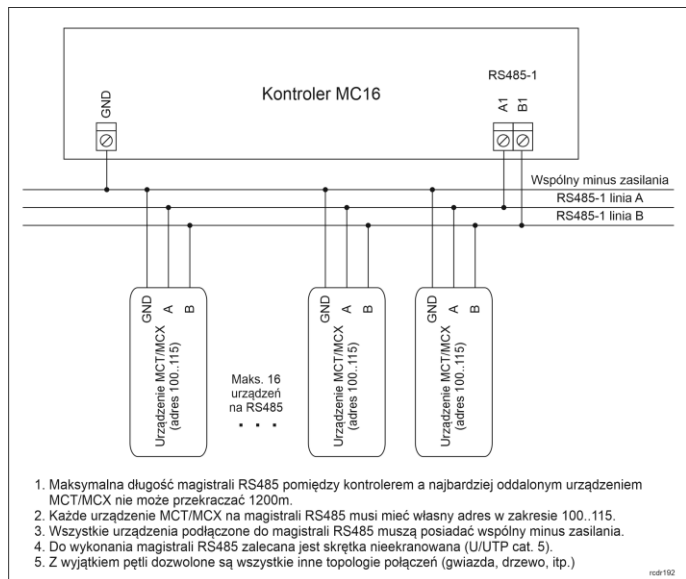 Kontroler MC16
RS485-1
GND
A1
B1
Wspólny minus zasilania
RS485-1 linia A
RS485-1 linia B
GND
A
B
Urządzenie MCT/MCX
(adres 100..115)
Maks. 16
urządzeń
na RS485
GND
A
B
Urządzenie MCT/MCX
(adres 100..115)
GND
A
B
Urządzenie MCT/MCX
(adres 100..115)
1. Maksymalna długość magistrali RS485 pomiędzy kontrolerem a najbardziej oddalonym urządzeniem
MCT/MCX nie może przekraczać 1200m.
2. Każde urządzenie MCT/MCX na magistrali RS485 musi mieć własny adres w zakresie 100..115.
3. Wszystkie urządzenia podłączone do magistrali RS485 muszą posiadać wspólny minus zasilania.
4. Do wykonania magistrali RS485 zalecana jest skrętka nieekranowana (U/UTP cat. 5).
5. Z wyjątkiem pętli dozwolone są wszystkie inne topologie połączeń (gwiazda, drzewo, itp.)
rcdr192